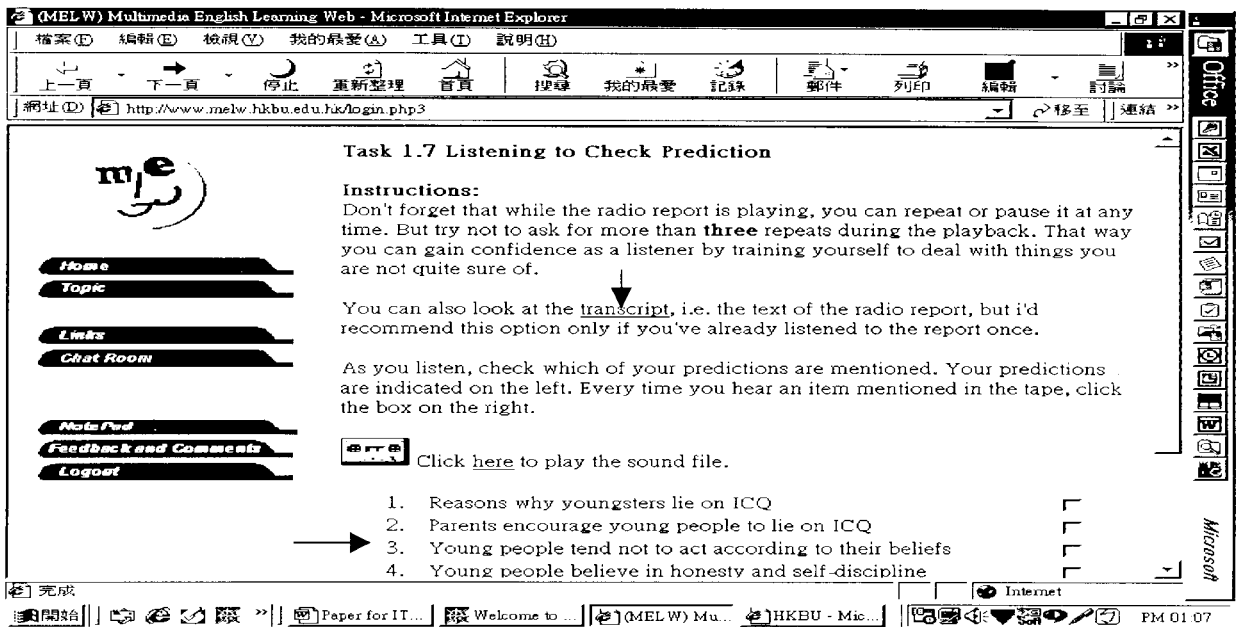 (MELW) Multimedia English Learning Web - Microsoft Internet Explorer
檔案(F) 編輯(E) 檢視(V) 我的最愛(A) 工具(T) 說明(H)
上一頁 下一頁 停止 重新整理 首頁 搜尋 我的最愛 記錄 郵件 列印 編輯 討論 »
網址(D) http://www.melw.hkbu.edu.hk/login.php3 移至 連結 »
Office
me
Task 1.7 Listening to Check Prediction
Instructions:
Don't forget that while the radio report is playing, you can repeat or pause it at any
time. But try not to ask for more than three repeats during the playback. That way
you can gain confidence as a listener by training yourself to deal with things you
are not quite sure of.
You can also look at the transcript, i.e. the text of the radio report, but i'd
recommend this option only if you've already listened to the report once.
As you listen, check which of your predictions are mentioned. Your predictions
are indicated on the left. Every time you hear an item mentioned in the tape, click
the box on the right.
Click here to play the sound file.
1. Reasons why youngsters lie on ICQ
2. Parents encourage young people to lie on ICQ
3. Young people tend not to act according to their beliefs
4. Young people believe in honesty and self-discipline
Home
Topic
Links
Chat Room
Note Pad
Feedback and Comments
Logout
Microsoft
完成 Internet
開始 » Paper for IT... Welcome to ... (MELW) Mu... HKBU - Mic... PM 01:07